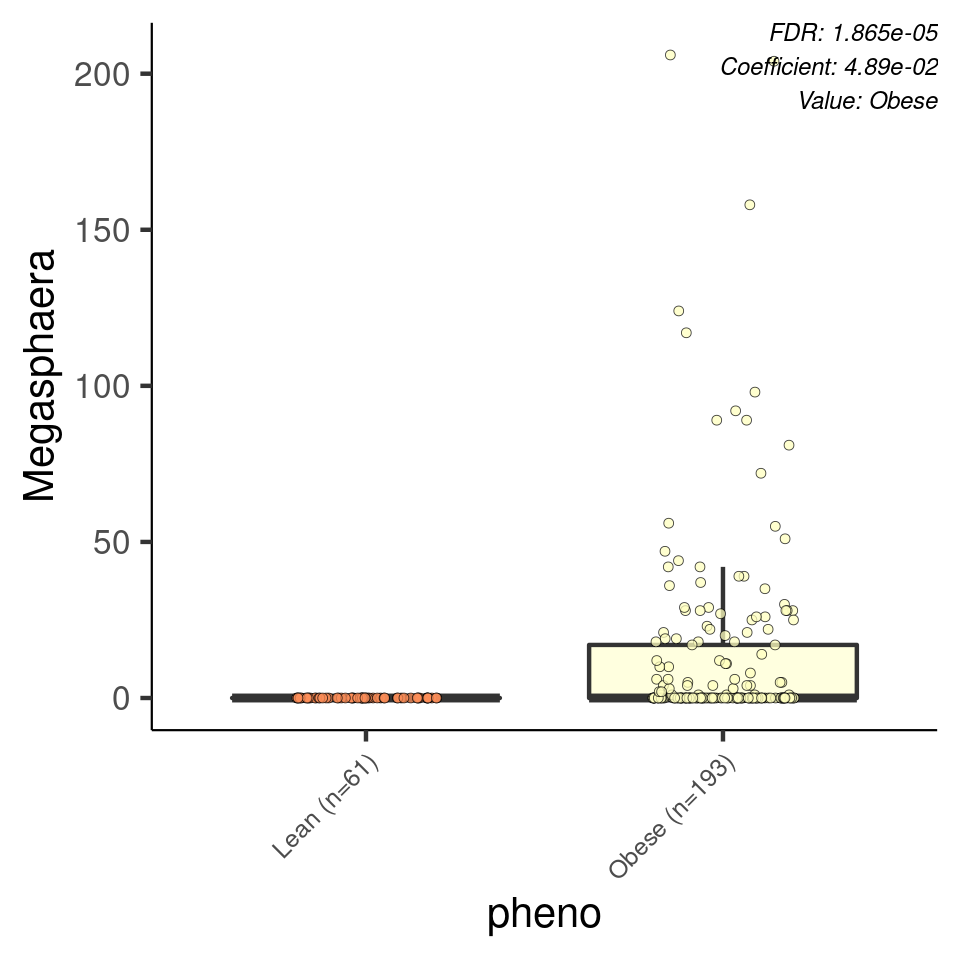 FDR: 1.865e-05
Coefficient: 4.89e-02
Value: Obese
Megasphaera
200
150
100
50
0
Lean (n=61)
Obese (n=193)
pheno